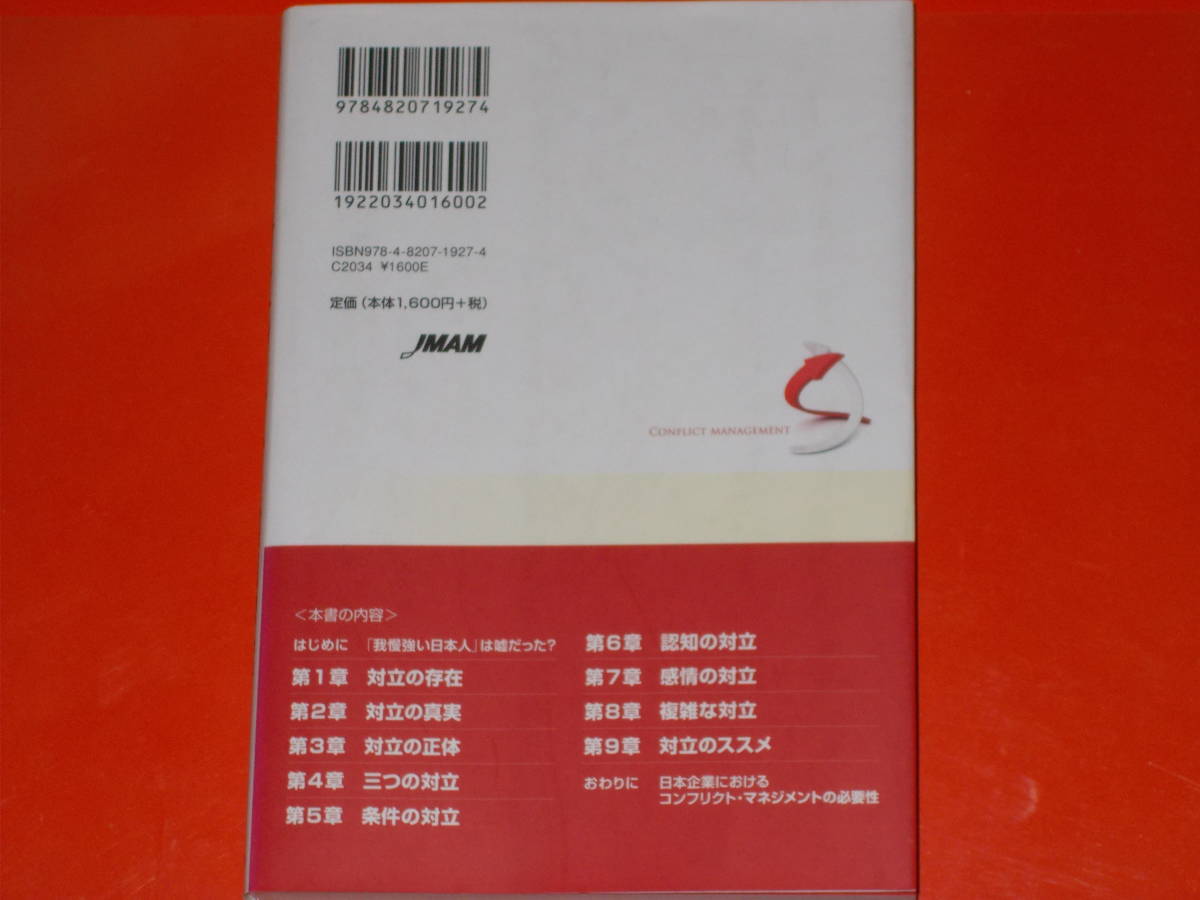 9784820719274
1922034016002
ISBN978-4-8207-1927-4
C2034 ¥1600E
定価（本体1,600円＋税）
JMAM
CONFLICT MANAGEMENT
＜本書の内容＞
はじめに 「我慢強い日本人」は嘘だった？
第1章 対立の存在
第2章 対立の真実
第3章 対立の正体
第4章 三つの対立
第5章 条件の対立
第6章 認知の対立
第7章 感情の対立
第8章 複雑な対立
第9章 対立のススメ
おわりに 日本企業における
コンフリクト・マネジメントの必要性